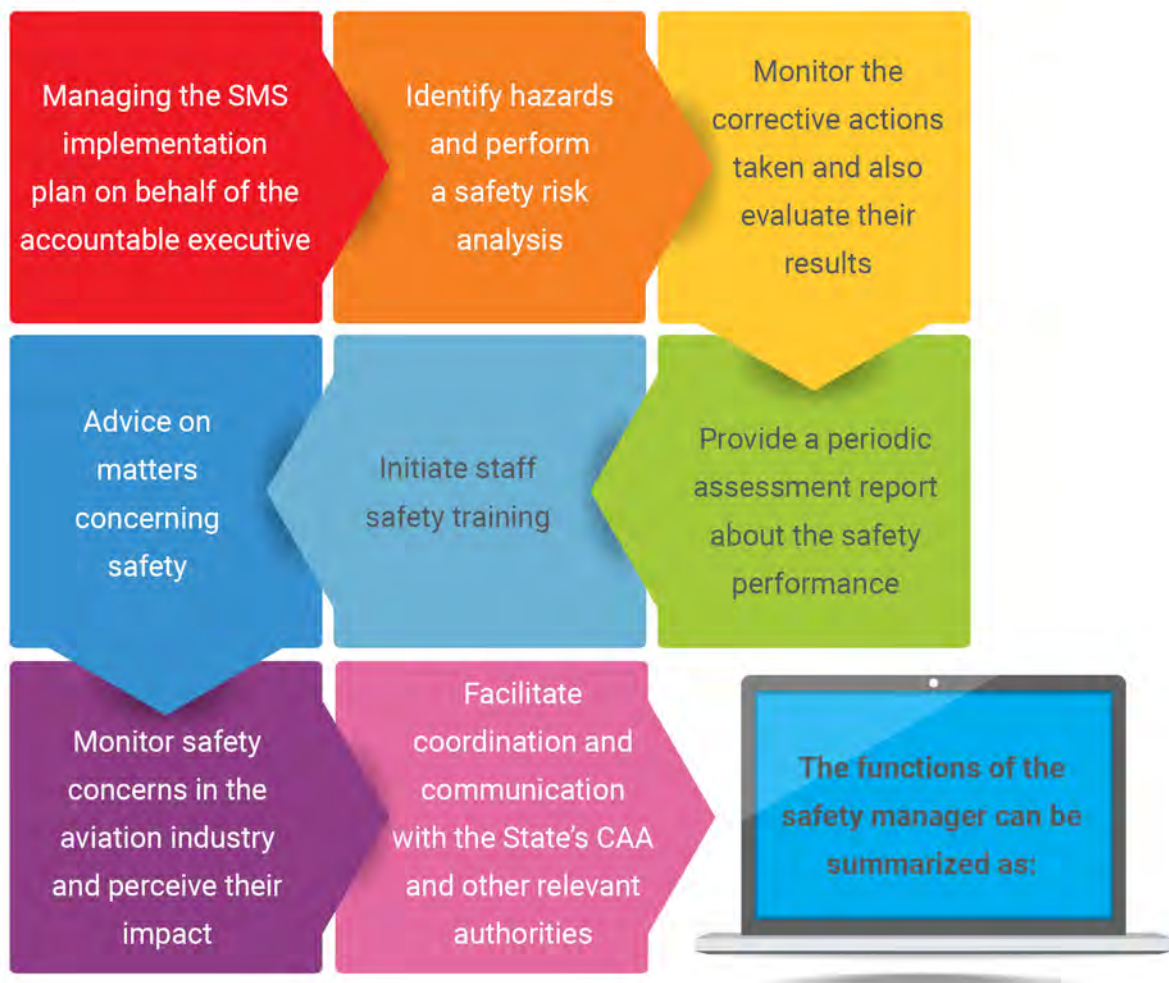 Managing the SMS
implementation
plan on behalf of the
accountable executive
Identify hazards
and perform
a safety risk
analysis
Monitor the
corrective actions
taken and also
evaluate their
results
Provide a periodic
assessment report
about the safety
performance
Initiate staff
safety training
Advice on
matters
concerning
safety
Monitor safety
concerns in the
aviation industry
and perceive their
impact
Facilitate
coordination and
communication
with the State's CAA
and other relevant
authorities
The functions of the
safety manager can be
summarized as: